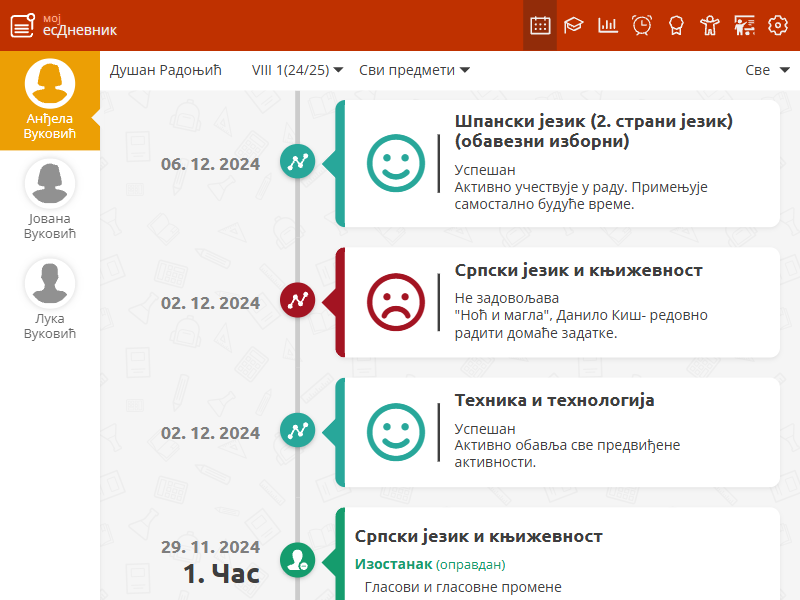 мој
есДневник
Анђела
Вуковић
Јована
Вуковић
Лука
Вуковић
Душан Радоњић
VIII 1(24/25)
Сви предмети
Све
06. 12. 2024
Шпански језик (2. страни језик)
(обавезни изборни)
Успешан
Активно учествује у раду. Примењује
самостално будуће време.
02. 12. 2024
Српски језик и књижевност
Не задовољава
"Ноћ и магла", Данило Киш- редовно
радити домаће задатке.
02. 12. 2024
Техника и технологија
Успешан
Активно обавља све предвиђене
активности.
29. 11. 2024
1. Час
Српски језик и књижевност
Изостанак (оправдан)
Гласови и гласовне промене